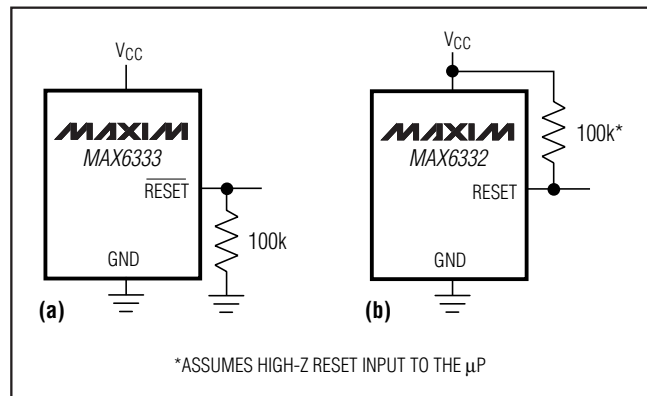 VCC
MAXIM
MAX6333
RESET
100k
GND
(a)
VCC
MAXIM
MAX6332
100k*
RESET
GND
(b)
*ASSUMES HIGH-Z RESET INPUT TO THE μP